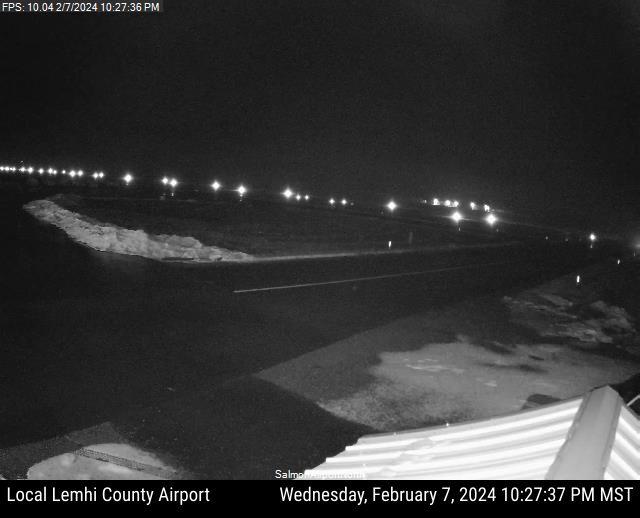 FPS: 10.04 2/7/2024 10:27:36 PM
Local Lemhi County Airport
Wednesday, February 7, 2024 10:27:37 PM MST